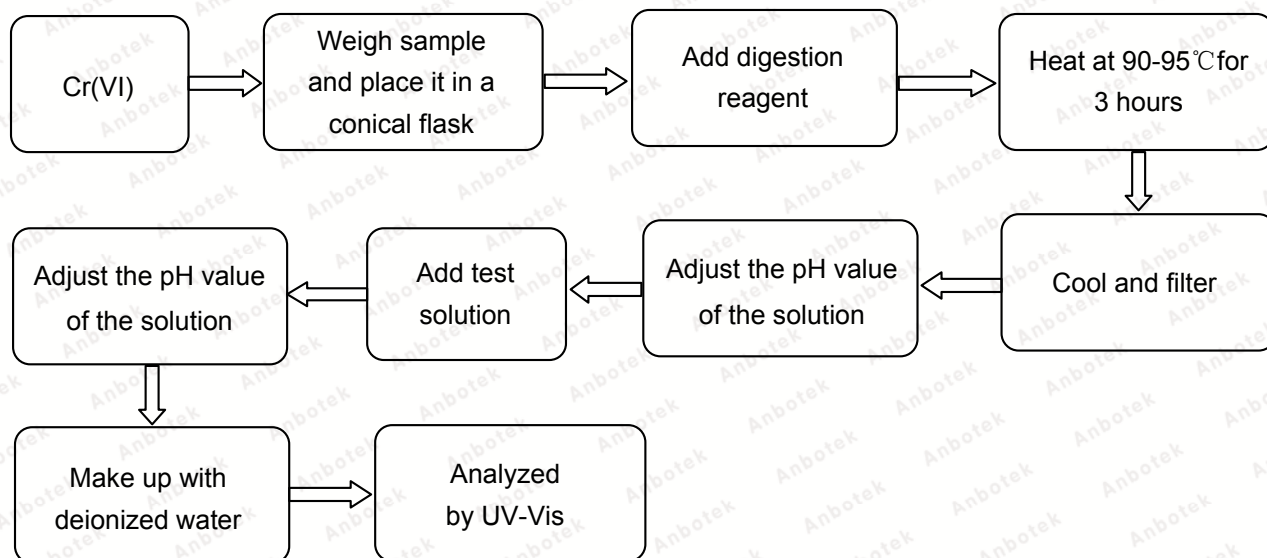 Cr(VI)
Weigh sample
and place it in a
conical flask
Add digestion
reagent
Heat at 90-95℃for
3 hours
Cool and filter
Adjust the pH value
of the solution
Add test
solution
Adjust the pH value
of the solution
Make up with
deionized water
Analyzed
by UV-Vis
Anbotek